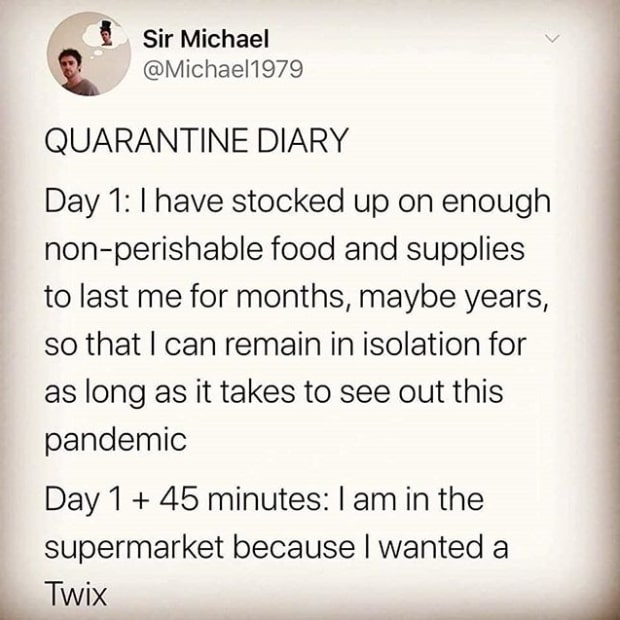 Sir Michael
@Michael1979
QUARANTINE DIARY
Day 1: I have stocked up on enough
non-perishable food and supplies
to last me for months, maybe years,
so that I can remain in isolation for
as long as it takes to see out this
pandemic
Day 1 + 45 minutes: I am in the
supermarket because I wanted a
Twix